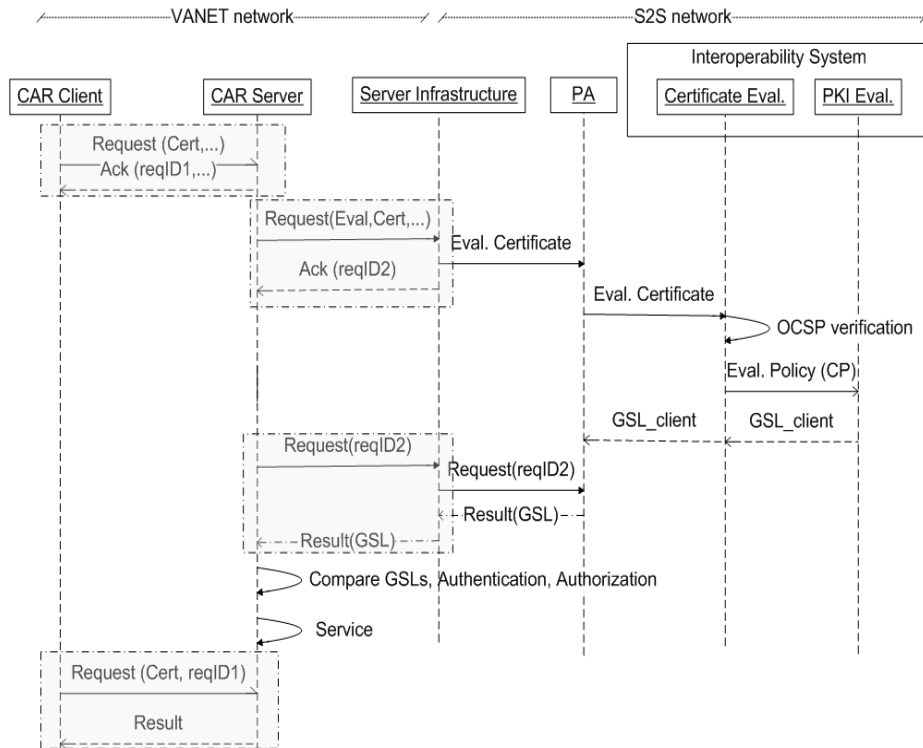 VANET network
S2S network
Interoperability System
CAR Client
CAR Server
Server Infrastructure
PA
Certificate Eval.
PKI Eval.
Request (Cert,...)
Ack (reqID1,...)
Request(Eval,Cert,...)
Eval. Certificate
Ack (reqID2)
Eval. Certificate
OCSP verification
Eval. Policy (CP)
GSL_client
GSL_client
Request(reqID2)
Request(reqID2)
Result(GSL)
Result(GSL)
Compare GSLs, Authentication, Authorization
Service
Request (Cert, reqID1)
Result